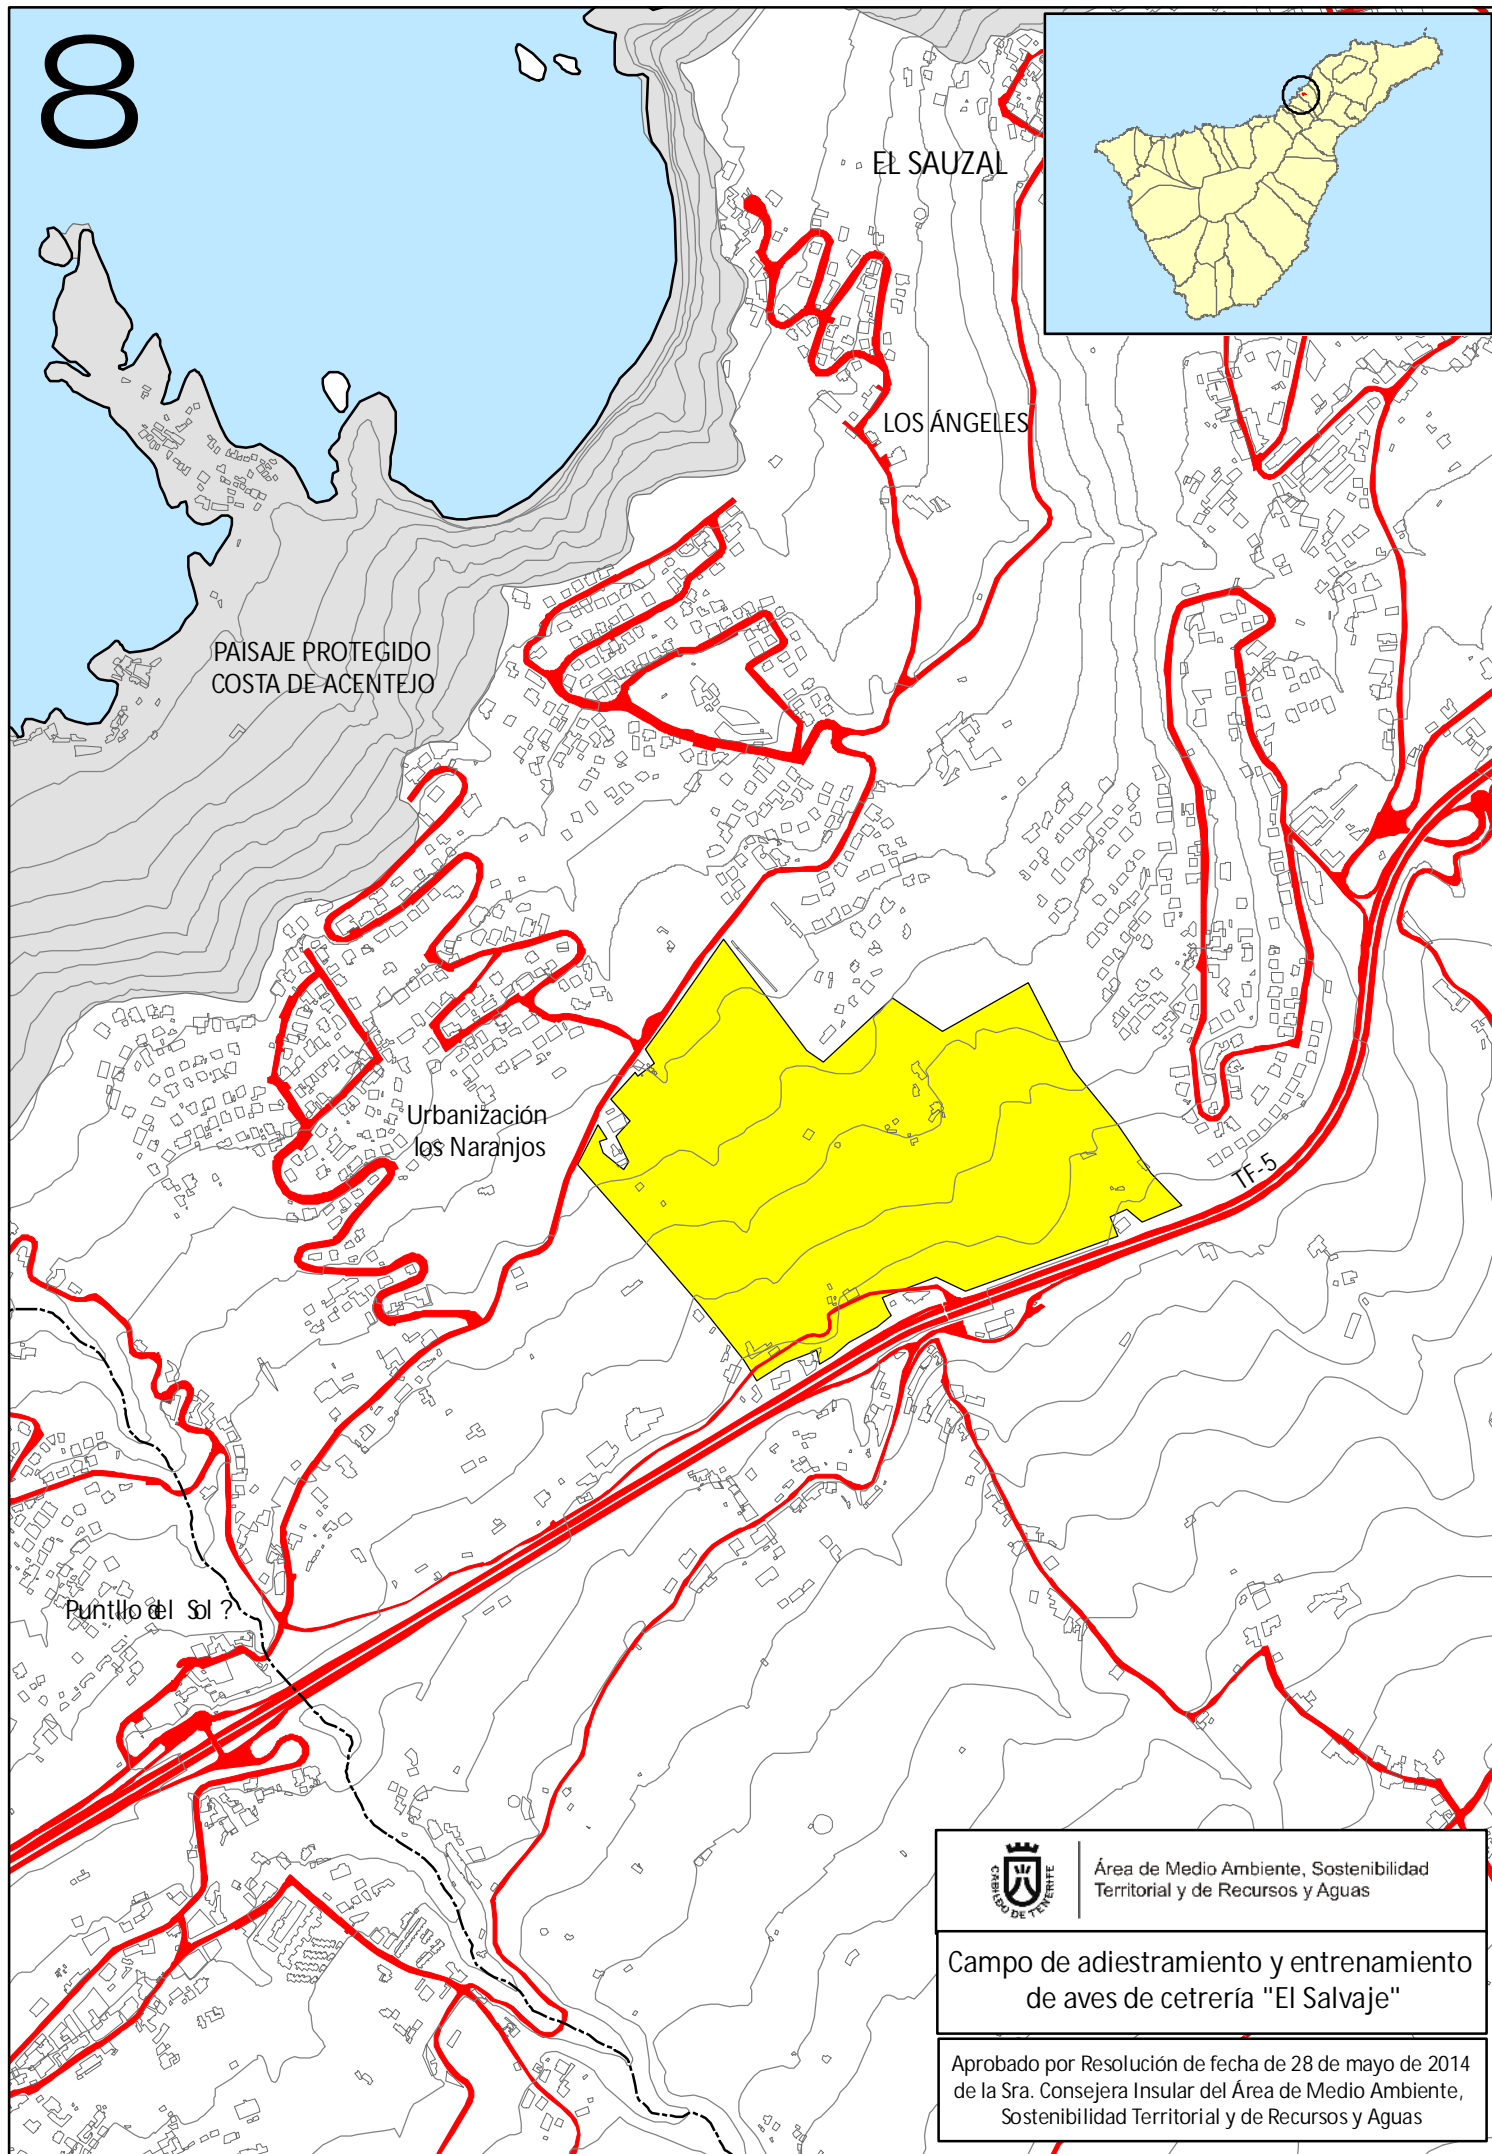 8
EL SAUZAL
LOS ÁNGELES
PAISAJE PROTEGIDO
COSTA DE ACENTEJO
Urbanización
los Naranjos
TF-5
Puntllo del Sol ?
CABILDO DE TENERIFE
Área de Medio Ambiente, Sostenibilidad
Territorial y de Recursos y Aguas
Campo de adiestramiento y entrenamiento
de aves de cetrería "El Salvaje"
Aprobado por Resolución de fecha de 28 de mayo de 2014
de la Sra. Consejera Insular del Área de Medio Ambiente,
Sostenibilidad Territorial y de Recursos y Aguas